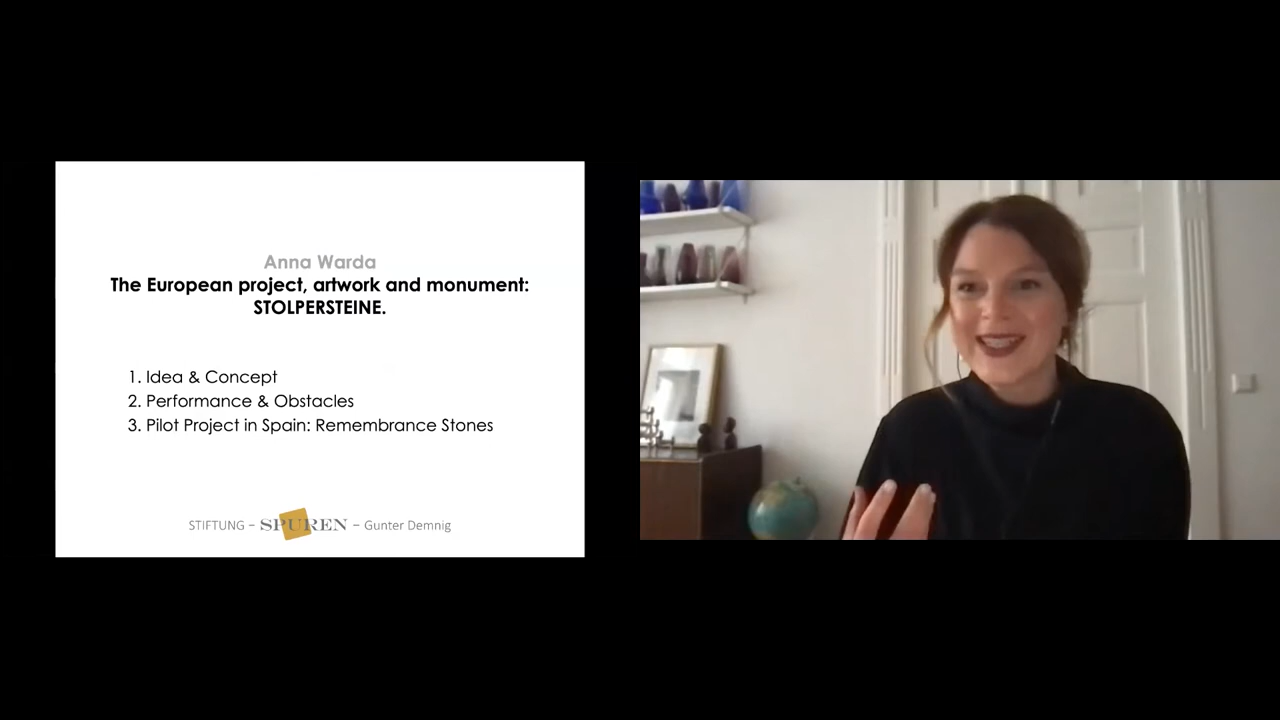 Anna Warda
The European project, artwork and monument:
STOLPERSTEINE.
1. Idea & Concept
2. Performance & Obstacles
3. Pilot Project in Spain: Remembrance Stones
STIFTUNG – SPUREN – Gunter Demnig